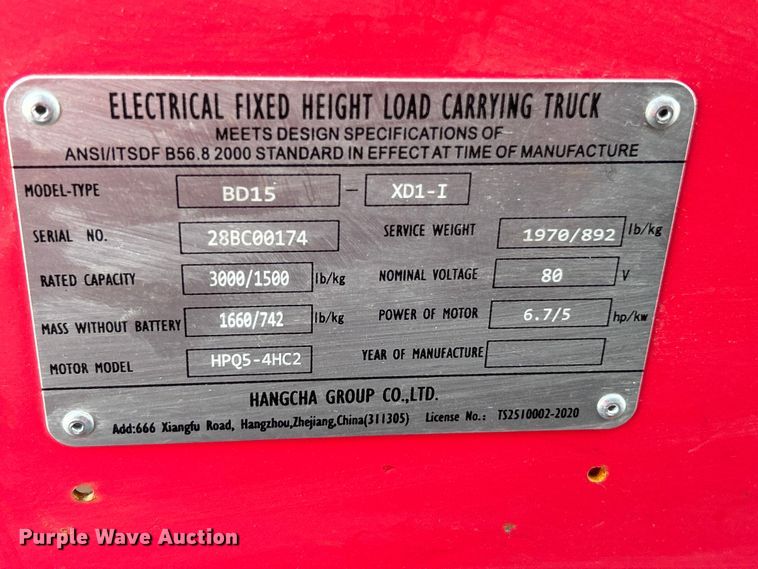 ELECTRICAL FIXED HEIGHT LOAD CARRYING TRUCK
MEETS DESIGN SPECIFICATIONS OF
ANSI/ITSDF B56.8 2000 STANDARD IN EFFECT AT TIME OF MANUFACTURE
MODEL-TYPE BD15 - XD1-I
SERIAL NO. 28BC00174 SERVICE WEIGHT 1970/892 lb/kg
RATED CAPACITY 3000/1500 lb/kg NOMINAL VOLTAGE 80 V
MASS WITHOUT BATTERY 1660/742 lb/kg POWER OF MOTOR 6.7/5 hp/kw
MOTOR MODEL HPQ5-4HC2 YEAR OF MANUFACTURE
HANGCHA GROUP CO.,LTD.
Add:666 Xiangfu Road, Hangzhou,Zhejiang,China(311305) License No.: TS2510002-2020
Purple Wave Auction